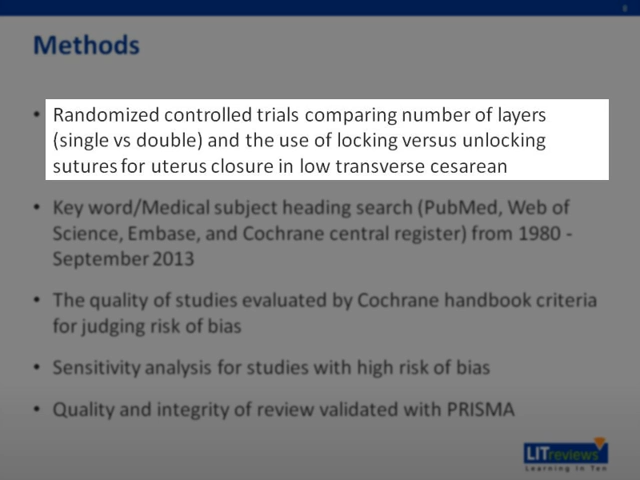 Methods
• Randomized controlled trials comparing number of layers
(single vs double) and the use of locking versus unlocking
sutures for uterus closure in low transverse cesarean
• Key word/Medical subject heading search (PubMed, Web of
Science, Embase, and Cochrane central register) from 1980 -
September 2013
• The quality of studies evaluated by Cochrane handbook criteria
for judging risk of bias
• Sensitivity analysis for studies with high risk of bias
• Quality and integrity of review validated with PRISMA
LITreviews
Learning in Ten